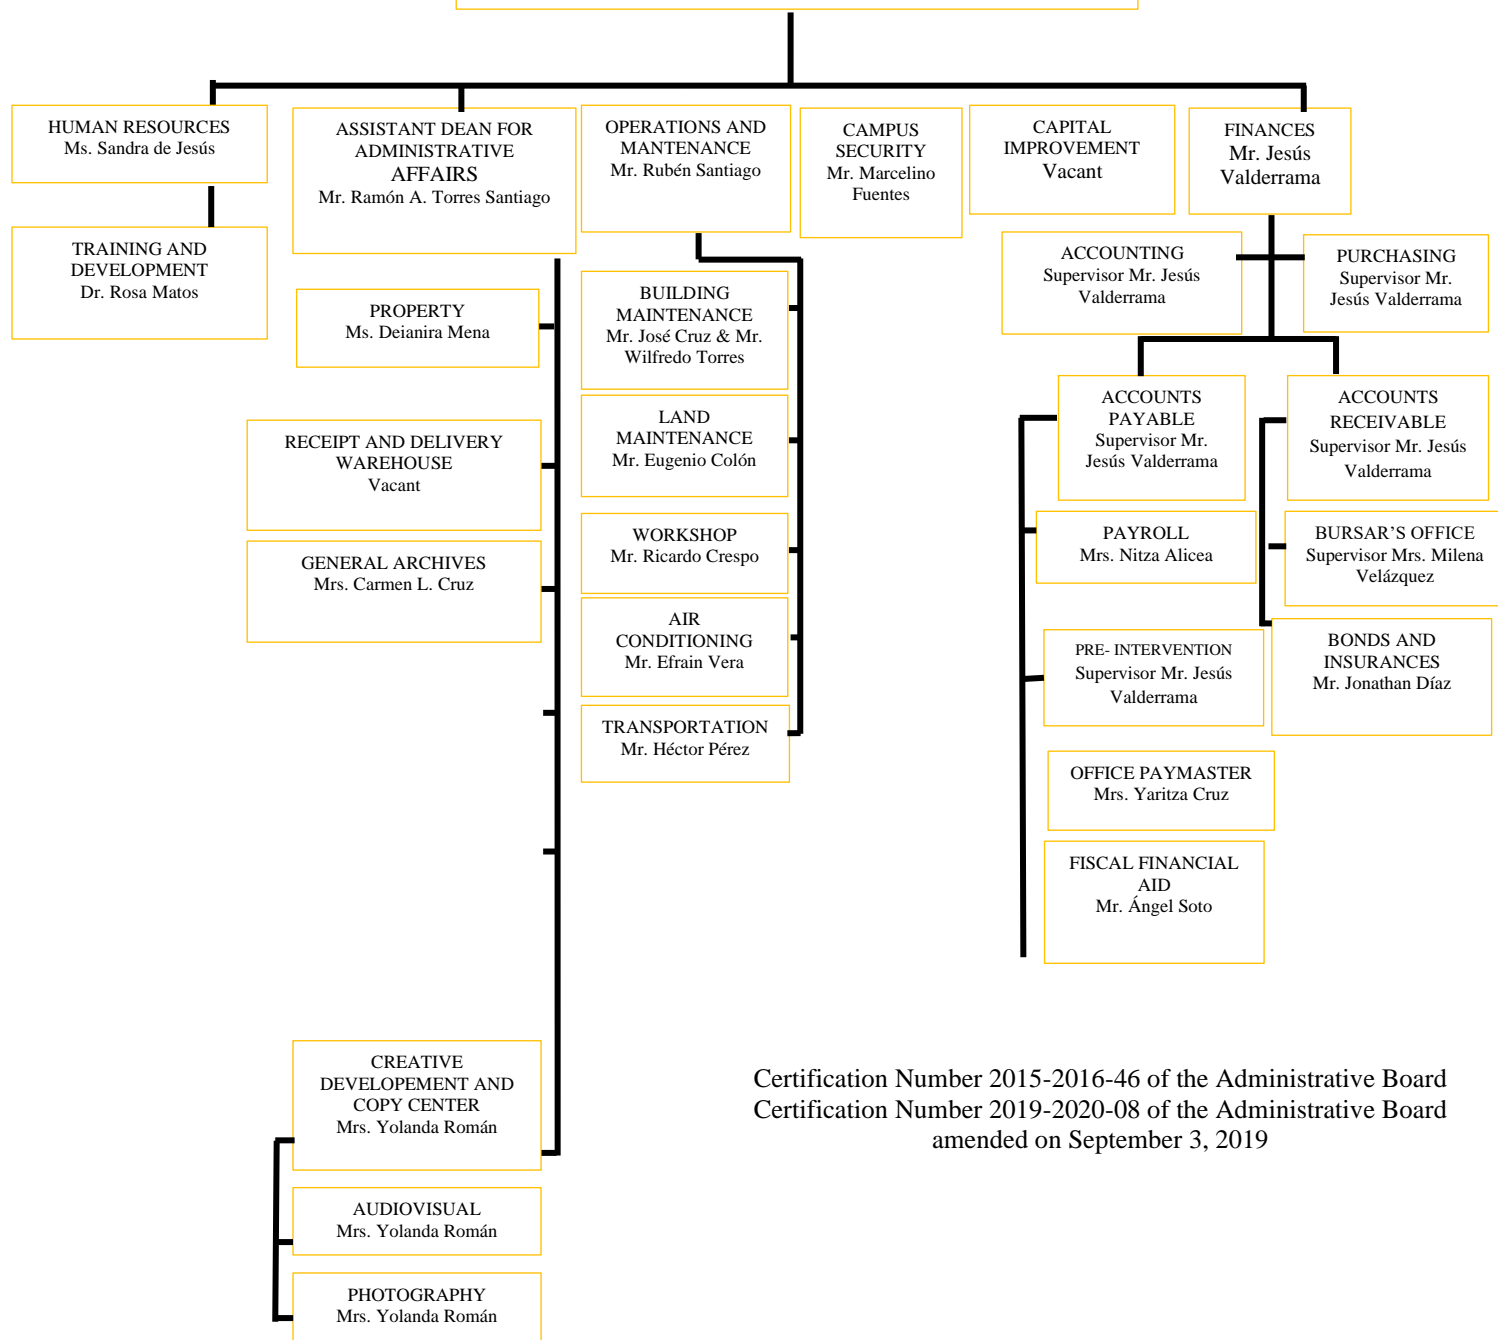 HUMAN RESOURCES
Ms. Sandra de Jesús
ASSISTANT DEAN FOR
ADMINISTRATIVE
AFFAIRS
Mr. Ramón A. Torres Santiago
OPERATIONS AND
MANTENANCE
Mr. Rubén Santiago
CAMPUS
SECURITY
Mr. Marcelino
Fuentes
CAPITAL
IMPROVEMENT
Vacant
FINANCES
Mr. Jesús
Valderrama
TRAINING AND
DEVELOPMENT
Dr. Rosa Matos
PROPERTY
Ms. Deianira Mena
RECEIPT AND DELIVERY
WAREHOUSE
Vacant
GENERAL ARCHIVES
Mrs. Carmen L. Cruz
BUILDING
MAINTENANCE
Mr. José Cruz & Mr.
Wilfredo Torres
LAND
MAINTENANCE
Mr. Eugenio Colón
WORKSHOP
Mr. Ricardo Crespo
AIR
CONDITIONING
Mr. Efrain Vera
TRANSPORTATION
Mr. Héctor Pérez
ACCOUNTING
Supervisor Mr. Jesús
Valderrama
PURCHASING
Supervisor Mr.
Jesús Valderrama
ACCOUNTS
PAYABLE
Supervisor Mr.
Jesús Valderrama
ACCOUNTS
RECEIVABLE
Supervisor Mr. Jesús
Valderrama
PAYROLL
Mrs. Nitza Alicea
BURSAR’S OFFICE
Supervisor Mrs. Milena
Velázquez
PRE- INTERVENTION
Supervisor Mr. Jesús
Valderrama
BONDS AND
INSURANCES
Mr. Jonathan Díaz
OFFICE PAYMASTER
Mrs. Yaritza Cruz
FISCAL FINANCIAL
AID
Mr. Ángel Soto
CREATIVE
DEVELOPEMENT AND
COPY CENTER
Mrs. Yolanda Román
AUDIOVISUAL
Mrs. Yolanda Román
PHOTOGRAPHY
Mrs. Yolanda Román
Certification Number 2015-2016-46 of the Administrative Board
Certification Number 2019-2020-08 of the Administrative Board
amended on September 3, 2019